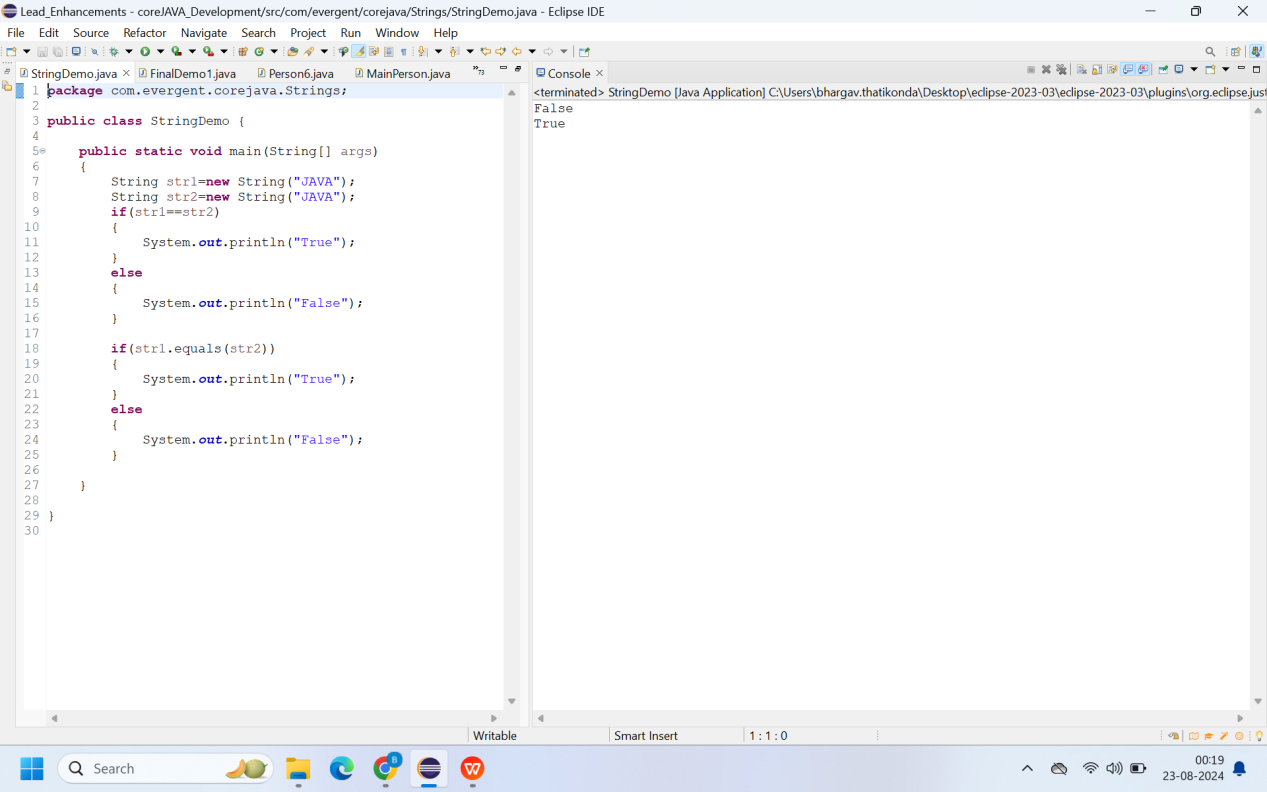 Lead_Enhancements - coreJAVA_Development/src/com/evergent/corejava/Strings/StringDemo.java - Eclipse IDE
File Edit Source Refactor Navigate Search Project Run Window Help
StringDemo.java FinalDemo1.java Person6.java MainPerson.java »73
1 package com.evergent.corejava.Strings;
2
3 public class StringDemo {
4
5 public static void main(String[] args)
6 {
7 String str1=new String("JAVA");
8 String str2=new String("JAVA");
9 if(str1==str2)
10 {
11 System.out.println("True");
12 }
13 else
14 {
15 System.out.println("False");
16 }
17
18 if(str1.equals(str2))
19 {
20 System.out.println("True");
21 }
22 else
23 {
24 System.out.println("False");
25 }
26
27 }
28
29 }
30
Console
<terminated> StringDemo [Java Application] C:\Users\bhargav.thatikonda\Desktop\eclipse-2023-03\eclipse-2023-03\plugins\org.eclipse.just
False
True
Writable Smart Insert 1 : 1 : 0
Search
B
W
00:19
23-08-2024